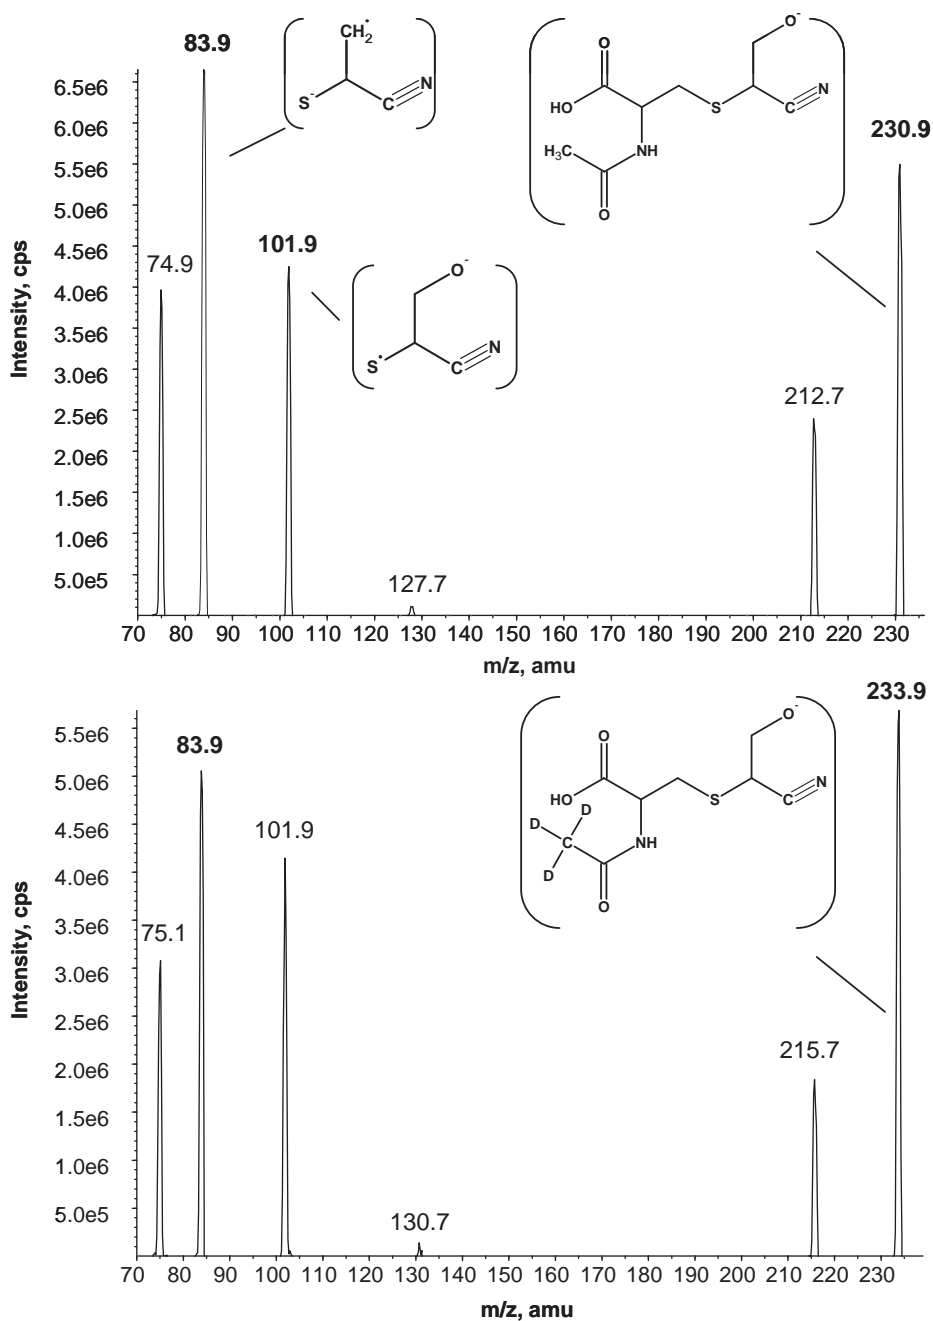 83.9
CH2•
S-
C
N
O-
O
HO
S
C
N
H3C
NH
O
230.9
74.9
101.9
O-
S•
C
N
212.7
127.7
Intensity, cps
6.5e6
6.0e6
5.5e6
5.0e6
4.5e6
4.0e6
3.5e6
3.0e6
2.5e6
2.0e6
1.5e6
1.0e6
5.0e5
70 80 90 100 110 120 130 140 150 160 170 180 190 200 210 220 230
m/z, amu
233.9
83.9
101.9
75.1
O-
O
HO
S
C
N
D
D
C
D
NH
O
215.7
130.7
Intensity, cps
5.5e6
5.0e6
4.5e6
4.0e6
3.5e6
3.0e6
2.5e6
2.0e6
1.5e6
1.0e6
5.0e5
70 80 90 100 110 120 130 140 150 160 170 180 190 200 210 220 230
m/z, amu